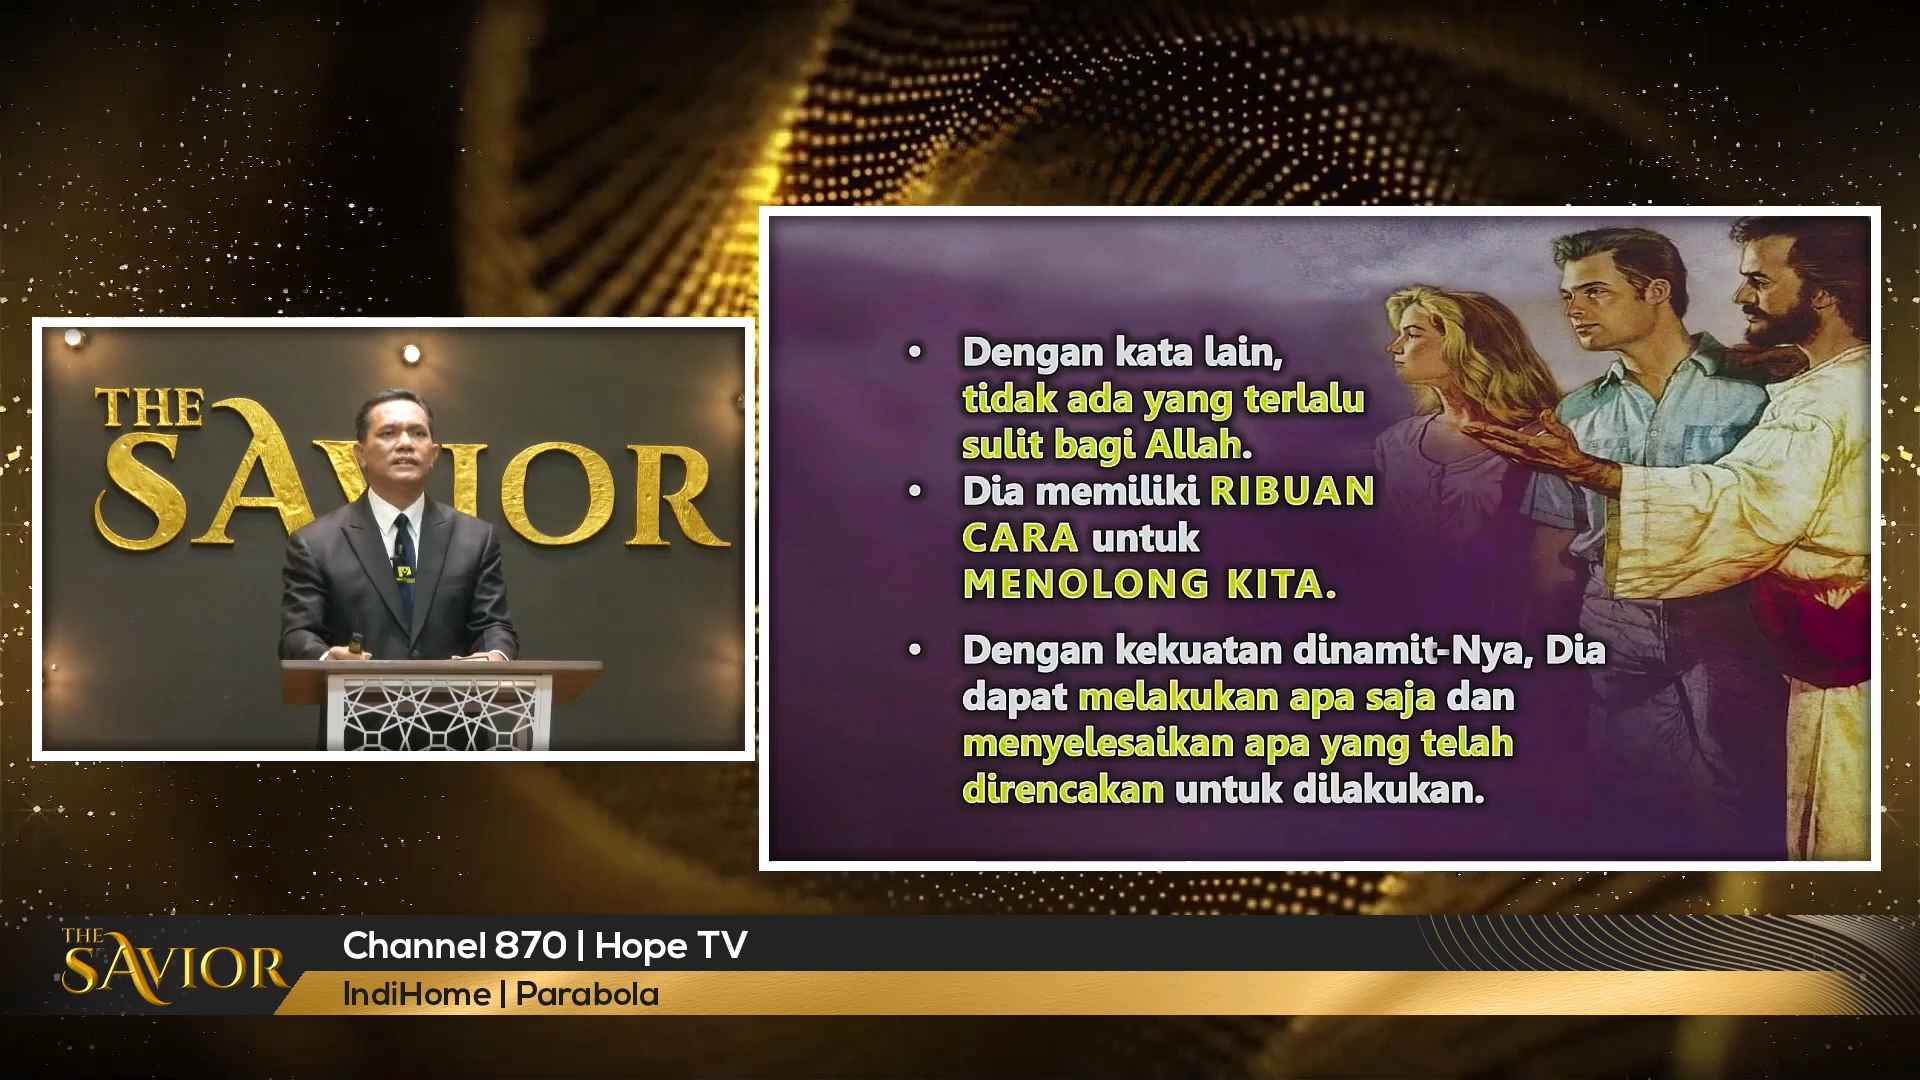 THE
SAVIOR
• Dengan kata lain,
tidak ada yang terlalu
sulit bagi Allah.
• Dia memiliki RIBUAN
CARA untuk
MENOLONG KITA.
• Dengan kekuatan dinamit-Nya, Dia
dapat melakukan apa saja dan
menyelesaikan apa yang telah
direncakan untuk dilakukan.
THE
SAVIOR
Channel 870 | Hope TV
IndiHome | Parabola